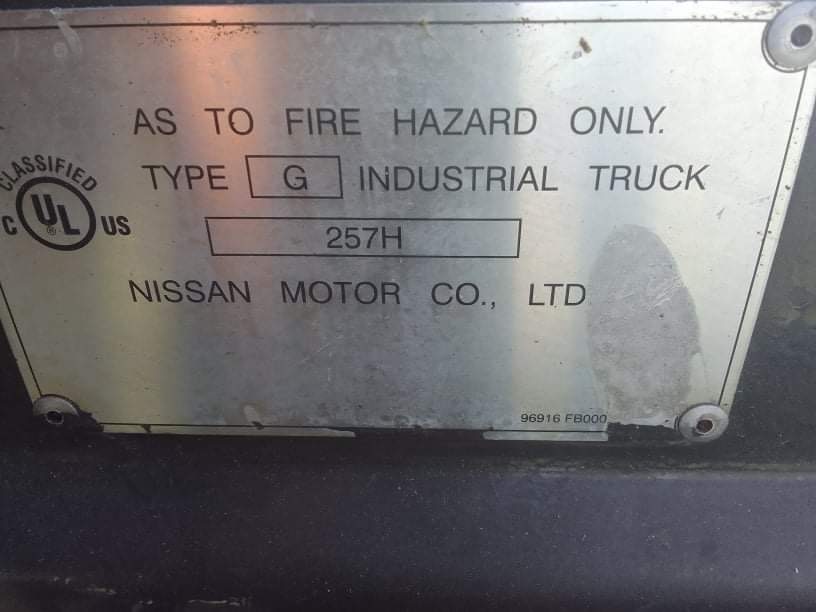 AS TO FIRE HAZARD ONLY.
CLASSIFIED
C UL® US
TYPE G INDUSTRIAL TRUCK
257H
NISSAN MOTOR CO., LTD
96916 FB000